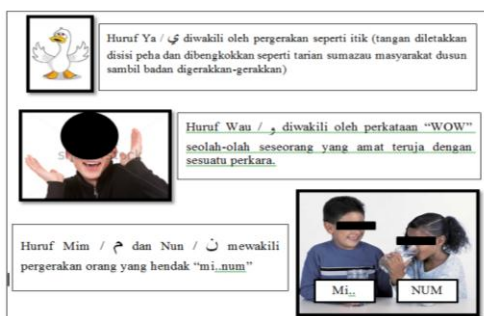 Huruf Ya / ي diwakili oleh pergerakan seperti itik (tangan diletakkan
disisi peha dan dibengkokkan seperti tarian sumazau masyarakat dusun
sambil badan digerakkan-gerakkan)
Huruf Wau / و diwakili oleh perkataan “WOW”
seolah-olah seseorang yang amat teruja dengan
sesuatu perkara.
Huruf Mim / م dan Nun / ن mewakili
pergerakan orang yang hendak “mi..num”
Mi..
NUM